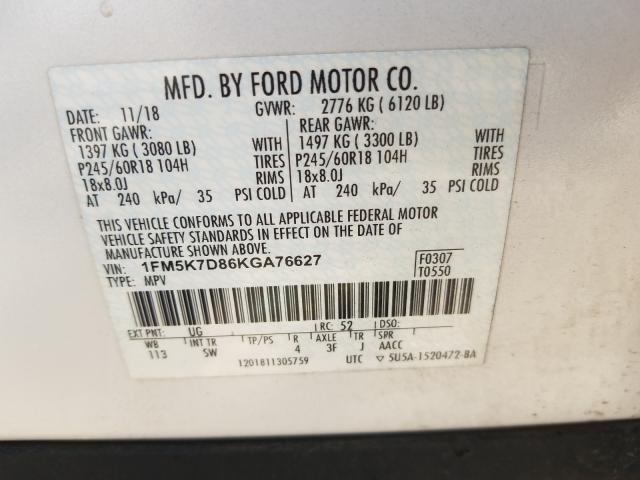 MFD. BY FORD MOTOR CO.
DATE: 11/18 GVWR: 2776 KG ( 6120 LB)
FRONT GAWR: REAR GAWR:
1397 KG ( 3080 LB) WITH 1497 KG ( 3300 LB) WITH
P245/60R18 104H TIRES P245/60R18 104H TIRES
18x8.0J RIMS 18x8.0J RIMS
AT 240 kPa/ 35 PSI COLD AT 240 kPa/ 35 PSI COLD
THIS VEHICLE CONFORMS TO ALL APPLICABLE FEDERAL MOTOR
VEHICLE SAFETY STANDARDS IN EFFECT ON THE DATE OF
MANUFACTURE SHOWN ABOVE.
VIN: 1FM5K7D86KGA76627 F0307
TYPE: MPV T0550
EXT PNT: UG RC: 52 DSO:
WB INT TR TP/PS R AXLE TR SPR
113 SW 4 3F J AACC
1201811305759 UTC ▽ 5U5A-1520472-BA